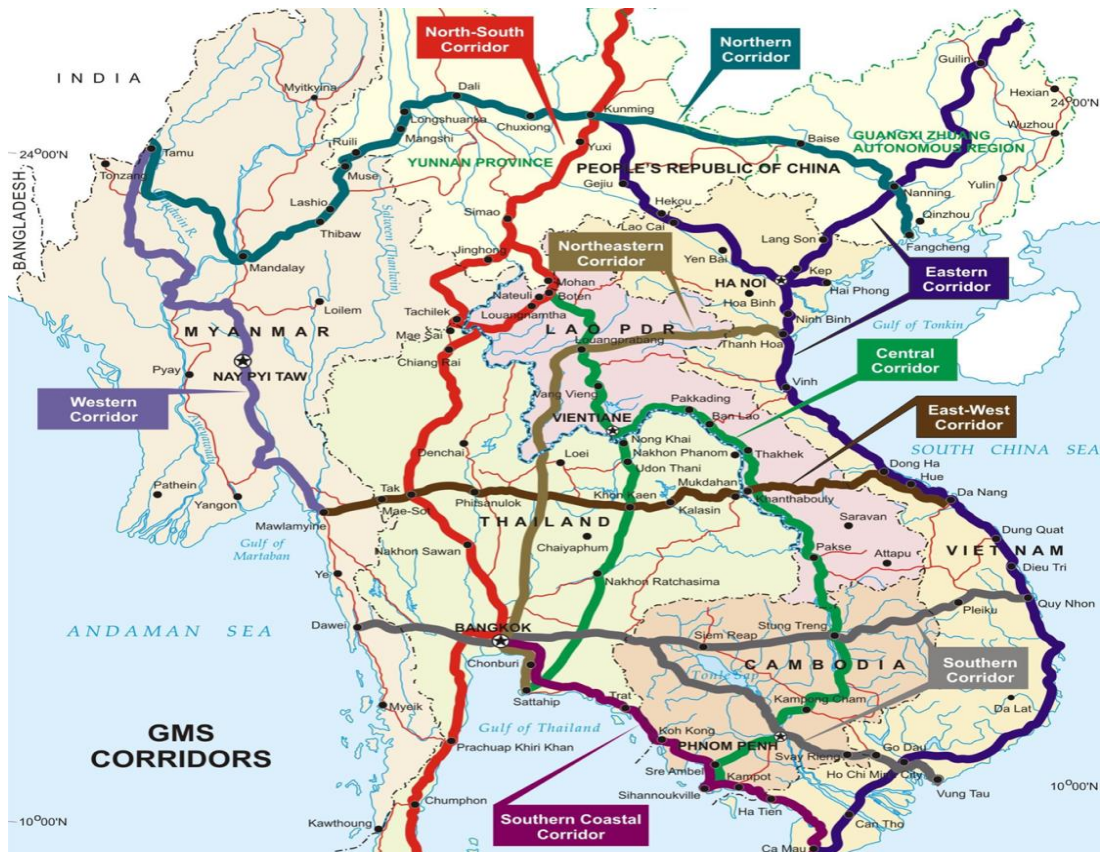 North-South
Corridor
Northern
Corridor
Guilin
INDIA
Myitkyina
Dali
Hexian
24°00'N
Longshuanka
Chuxiong
Kunming
Wuzhou
Mangshi
Ruili
Yuxi
Baise
GUANGXI ZHUANG
AUTONOMOUS REGION
24°00'N
Tamu
Tonzang
Muse
YUNNAN PROVINCE
PEOPLE'S REPUBLIC OF CHINA
Gejiu
Nanning
Yulin
BANGLADESH
Lashio
Thibaw
Salween (Thanlwin)
Simao
Hekou
Lao Cai
Qinzhou
Fangcheng
Lang Son
Northeastern
Corridor
Jinghong
Yen Bai
Mandalay
Kep
Eastern
Corridor
Mohan
Boten
Nateuli
HA NOI
Hai Phong
Hoa Binh
Louangnamtha
Loilem
Tachilek
Ninh Binh
MYANMAR
Mae Sai
LAO PDR
Gulf of Tonkin
Louangprabang
Thanh Hoa
Chiang Rai
Central
Corridor
Pyay
NAY PYI TAW
Vang Vieng
Vinh
Western
Corridor
Pakkading
Ban Lao
East-West
Corridor
VIENTIANE
Denchai
Nong Khai
Nakhon Phanom
Thakhek
SOUTH CHINA SEA
Loei
Udon Thani
Mukdahan
Dong Ha
Hue
Pathein
Yangon
Tak
Mae-Sot
Phitsanulok
Khon Kaen
Kalasin
Khanthabouly
Da Nang
Mawlamyine
THAILAND
Saravan
Gulf of
Martaban
Nakhon Sawan
Chaiyaphum
Pakse
Attapu
Dung Quat
VIET NAM
Dieu Tri
Ye
Nakhon Ratchasima
Quy Nhon
Pleiku
ANDAMAN SEA
Dawei
BANGKOK
Siem Reap
Stung Treng
Chonburi
CAMBODIA
Southern
Corridor
Tonle Sap
Sattahip
Trat
Kampong Cham
Da Lat
Myeik
Gulf of Thailand
Koh Kong
PHNOM PENH
GMS
CORRIDORS
Prachuap Khiri Khan
Svay Rieng
Go Dau
Sre Ambel
Kampot
Ho Chi Minh City
Vung Tau
10°00'N
Sihannoukville
Ha Tien
Chumphon
Southern Coastal
Corridor
Can Tho
10°00'N
Kawthoung
Ca Mau